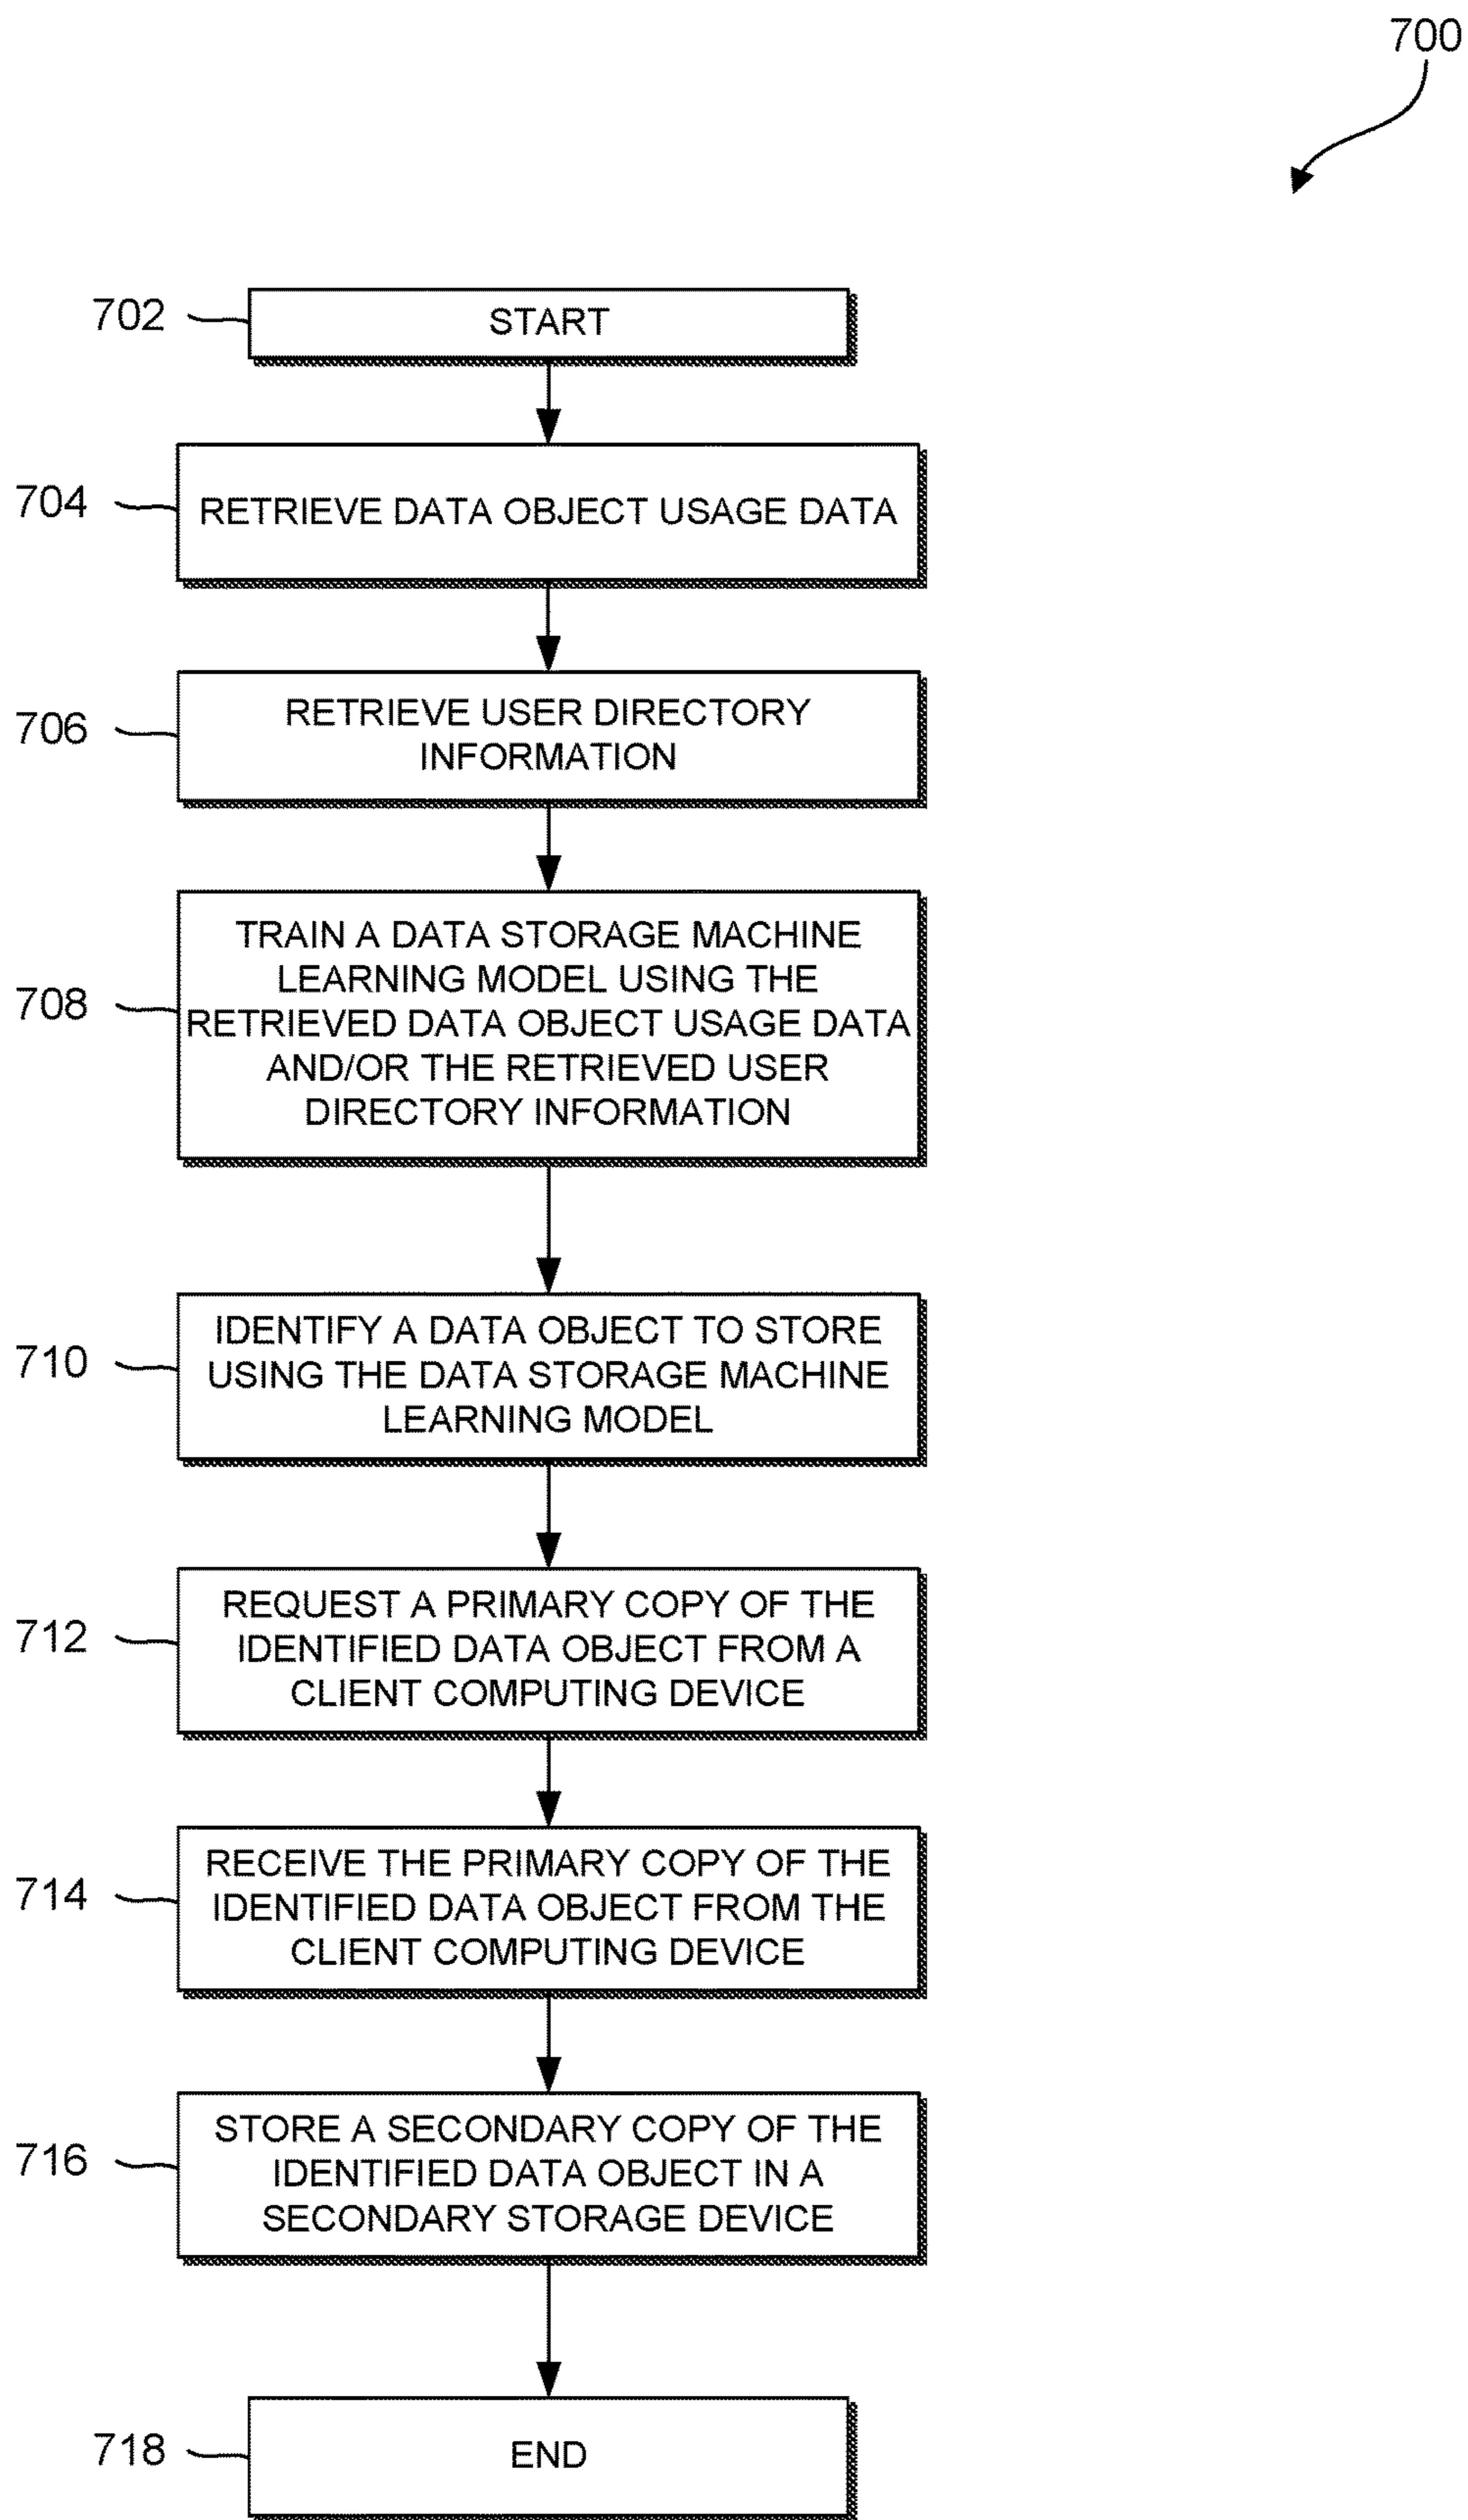 700
702
START
704
RETRIEVE DATA OBJECT USAGE DATA
706
RETRIEVE USER DIRECTORY
INFORMATION
708
TRAIN A DATA STORAGE MACHINE
LEARNING MODEL USING THE
RETRIEVED DATA OBJECT USAGE DATA
AND/OR THE RETRIEVED USER
DIRECTORY INFORMATION
710
IDENTIFY A DATA OBJECT TO STORE
USING THE DATA STORAGE MACHINE
LEARNING MODEL
712
REQUEST A PRIMARY COPY OF THE
IDENTIFIED DATA OBJECT FROM A
CLIENT COMPUTING DEVICE
714
RECEIVE THE PRIMARY COPY OF THE
IDENTIFIED DATA OBJECT FROM THE
CLIENT COMPUTING DEVICE
716
STORE A SECONDARY COPY OF THE
IDENTIFIED DATA OBJECT IN A
SECONDARY STORAGE DEVICE
718
END